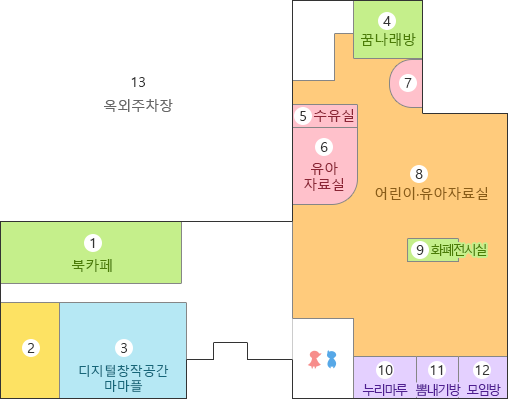 4
꿈나래방
13
옥외주차장
7
5 수유실
6
유아
자료실
8
어린이·유아자료실
1
북카페
9 화폐전시실
2
3
디지털창작공간
마마플
10
누리마루
11
뽐내기방
12
모임방